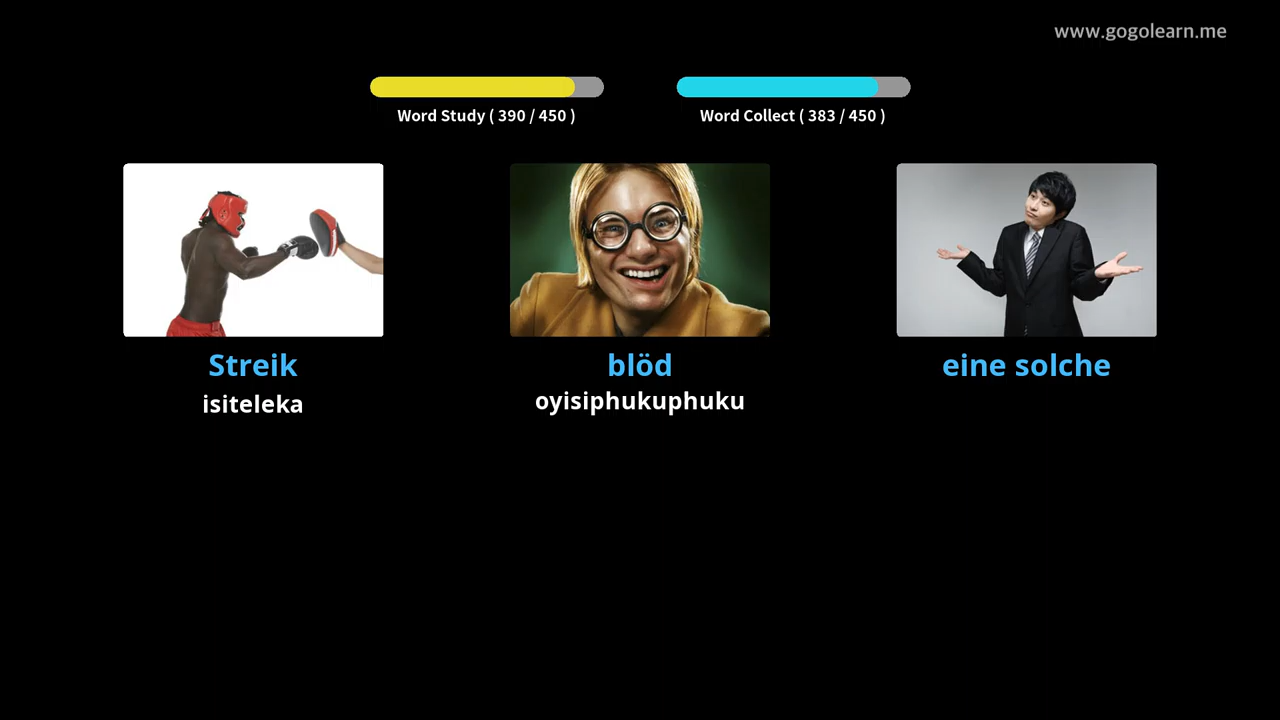 www.gogolearn.me
Word Study ( 390 / 450 )
Word Collect ( 383 / 450 )
Streik
blöd
eine solche
isiteleka
oyisiphukuphuku